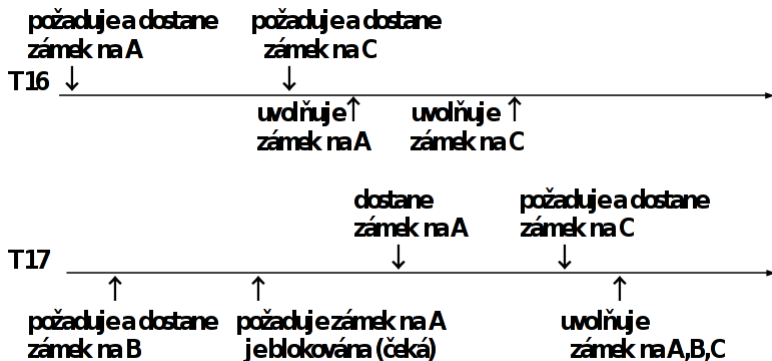 požaduje a dostane požaduje a dostane
zámek na A zámek na C
T16
uvolňuje uvolňuje
zámek na A zámek na C
dostane požaduje a dostane
zámek na A zámek na C
T17
požaduje a dostane požaduje zámek na A uvolňuje
zámek na B je blokována (čeká) zámek na A,B,C